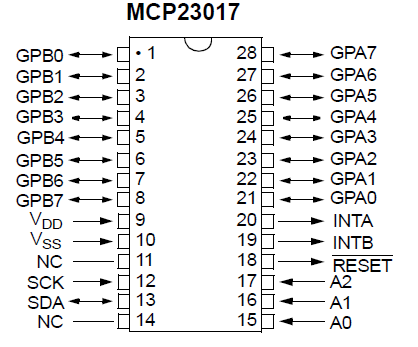 MCP23017
GPB0 • 1 28 GPA7
GPB1 2 27 GPA6
GPB2 3 26 GPA5
GPB3 4 25 GPA4
GPB4 5 24 GPA3
GPB5 6 23 GPA2
GPB6 7 22 GPA1
GPB7 8 21 GPA0
VDD 9 20 INTA
VSS 10 19 INTB
NC 11 18 RESET
SCK 12 17 A2
SDA 13 16 A1
NC 14 15 A0